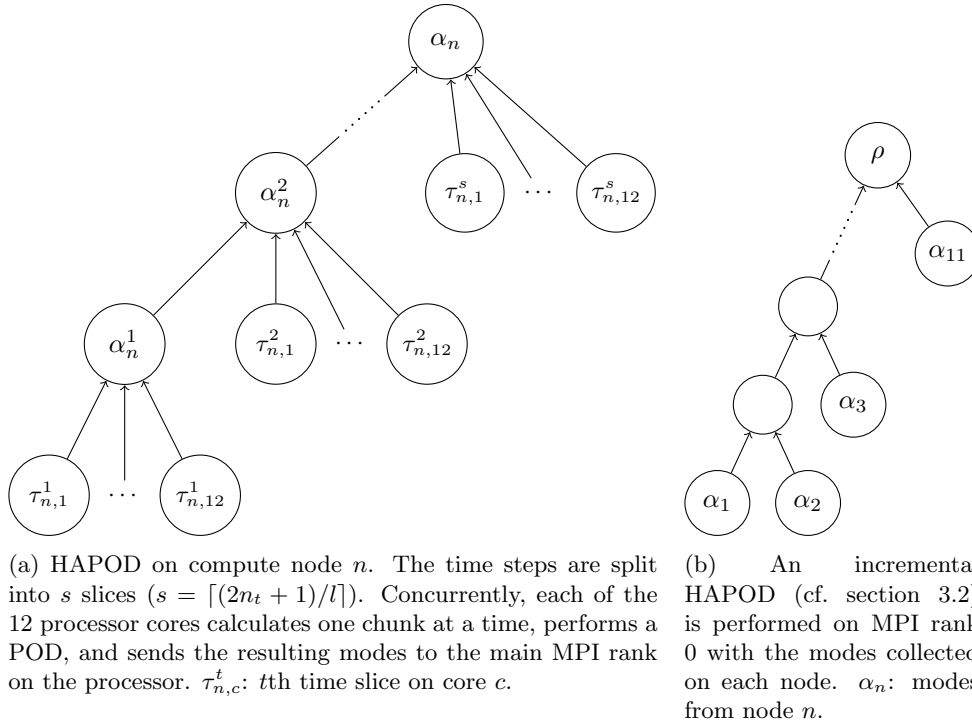 αₙ
ρ
αₙ²
τₙ,₁ˢ ⋯ τₙ,₁₂ˢ
α₁₁
αₙ¹
τₙ,₁² ⋯ τₙ,₁₂²
α₃
τₙ,₁¹ ⋯ τₙ,₁₂¹
α₁ α₂
(a) HAPOD on compute node n. The time steps are split
into s slices (s = ⌈(2nₜ + 1)/l⌉). Concurrently, each of the
12 processor cores calculates one chunk at a time, performs a
POD, and sends the resulting modes to the main MPI rank
on the processor. τₙ,꜀ᵗ: tth time slice on core c.
(b) An incremental
HAPOD (cf. section 3.2)
is performed on MPI rank
0 with the modes collected
on each node. αₙ: modes
from node n.